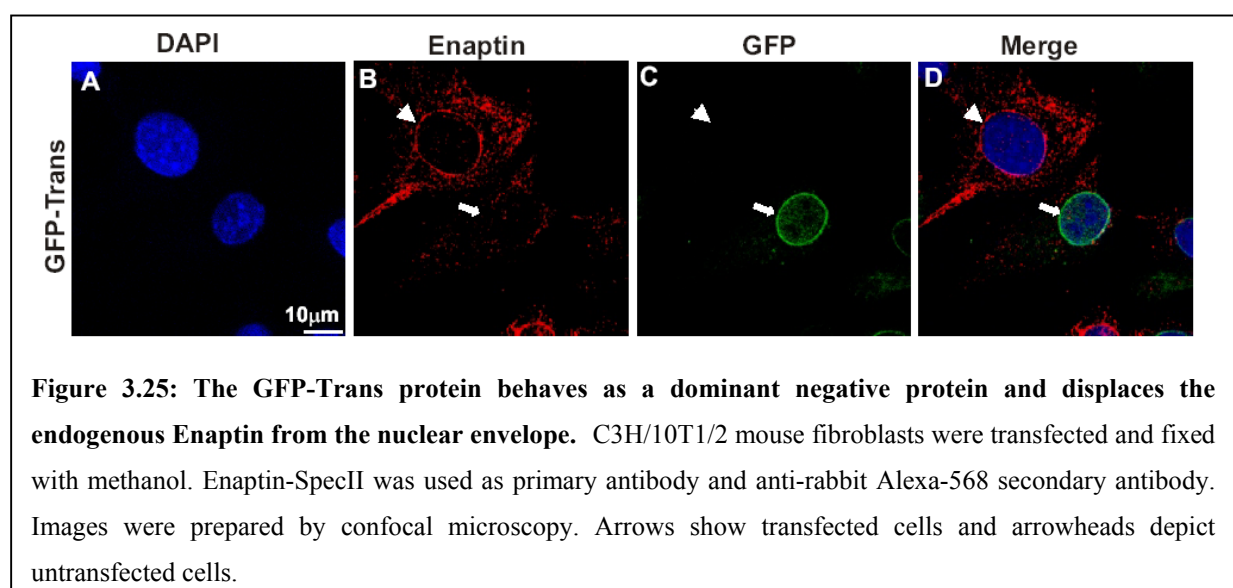 DAPI Enaptin GFP Merge
A B C D
GFP-Trans
10µm
Figure 3.25: The GFP-Trans protein behaves as a dominant negative protein and displaces the
endogenous Enaptin from the nuclear envelope. C3H/10T1/2 mouse fibroblasts were transfected and fixed
with methanol. Enaptin-SpecII was used as primary antibody and anti-rabbit Alexa-568 secondary antibody.
Images were prepared by confocal microscopy. Arrows show transfected cells and arrowheads depict
untransfected cells.